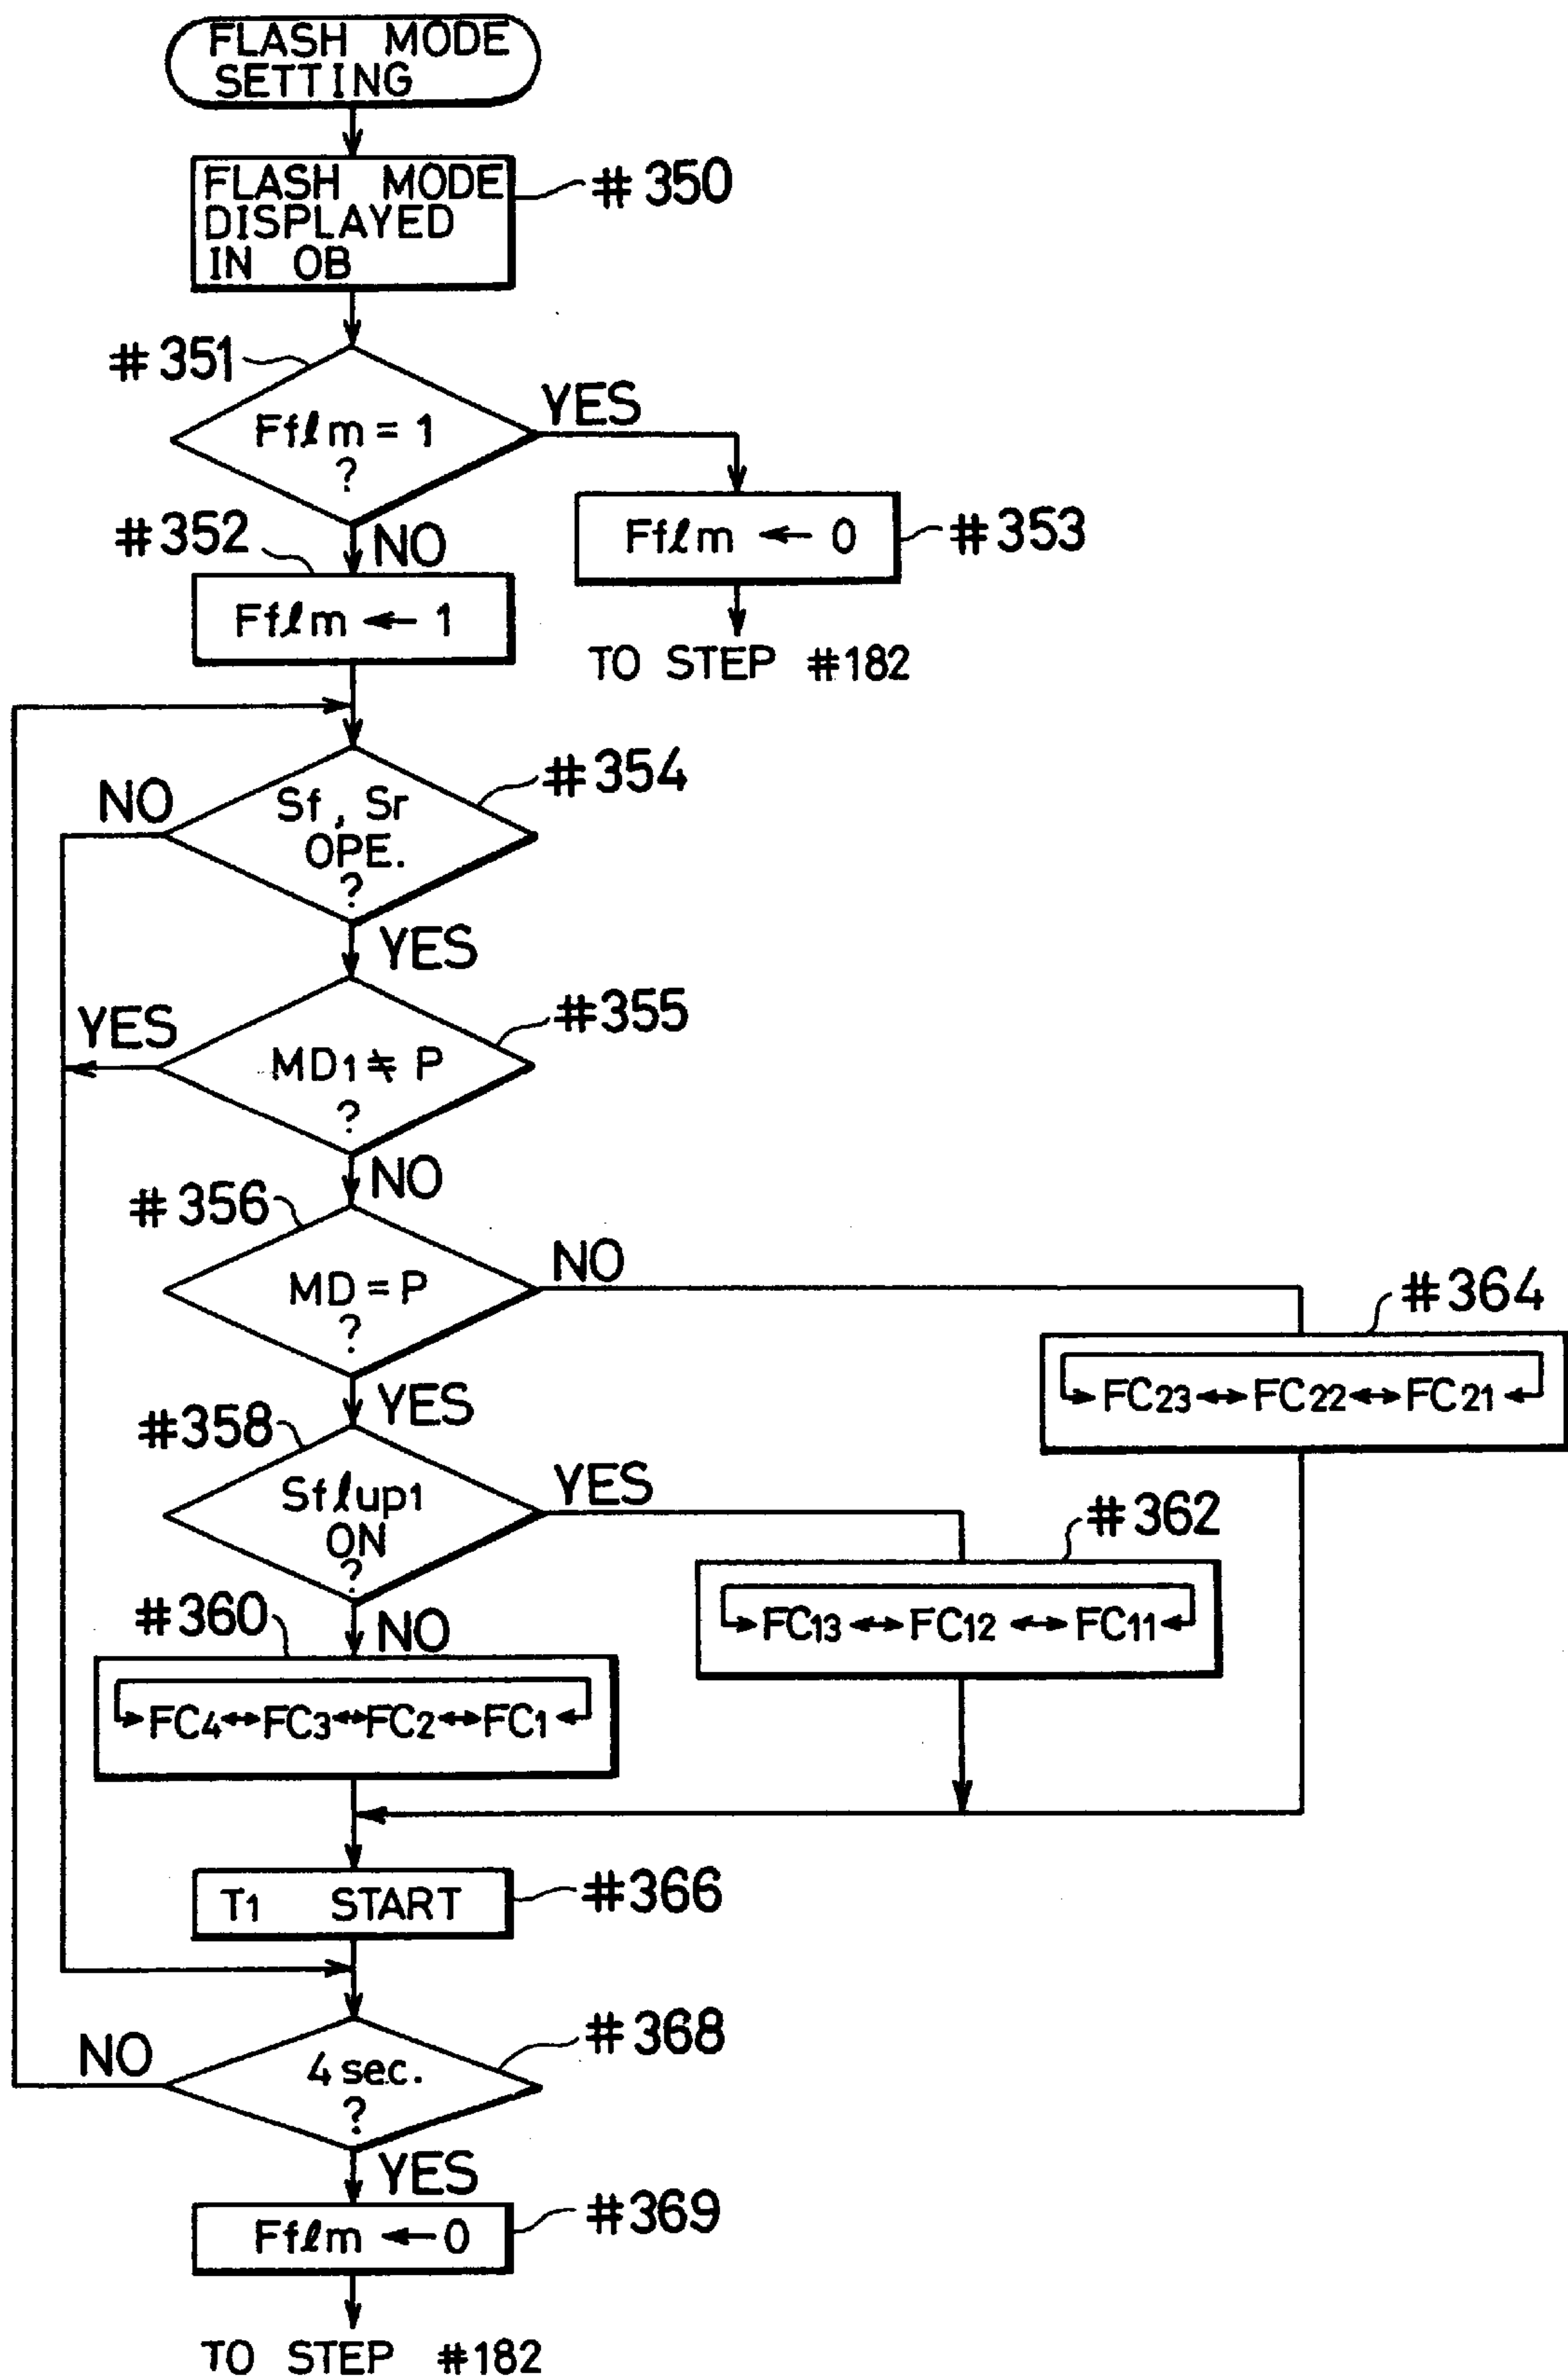 FLASH MODE
SETTING
FLASH MODE
DISPLAYED
IN OB
#350
#351
Ffℓm = 1
?
YES
NO
#352
Ffℓm ← 1
Ffℓm ← 0
#353
TO STEP #182
#354
NO
Sf, Sr
OPE.
?
YES
#355
YES
MD1 ≠ P
?
NO
#356
MD = P
?
NO
YES
#364
FC23 ↔ FC22 ↔ FC21
#358
Sfℓup1
ON
?
YES
NO
#362
FC13 ↔ FC12 ↔ FC11
#360
FC4 ↔ FC3 ↔ FC2 ↔ FC1
T1 START
#366
#368
NO
4 sec.
?
YES
Ffℓm ← 0
#369
TO STEP #182